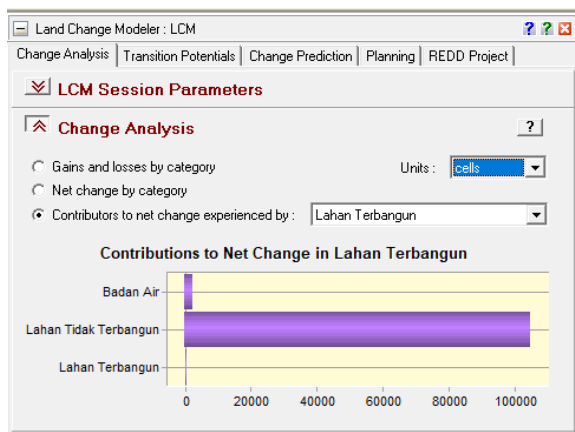 Land Change Modeler : LCM
? ?
Change Analysis Transition Potentials Change Prediction Planning REDD Project
LCM Session Parameters
Change Analysis ?
Gains and losses by category Units : cells
Net change by category
Contributors to net change experienced by : Lahan Terbangun
Contributions to Net Change in Lahan Terbangun
Badan Air
Lahan Tidak Terbangun
Lahan Terbangun
0 20000 40000 60000 80000 100000